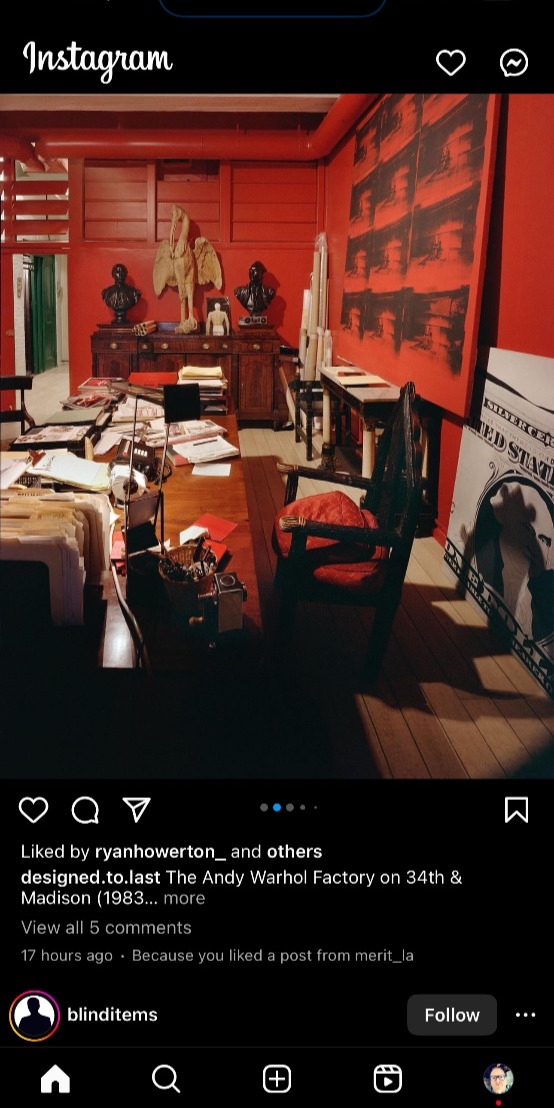 Instagram
SILVER CER
ED STAT
Liked by ryanhowerton_ and others
designed.to.last The Andy Warhol Factory on 34th &
Madison (1983... more
View all 5 comments
17 hours ago · Because you liked a post from merit_la
blinditems
Follow